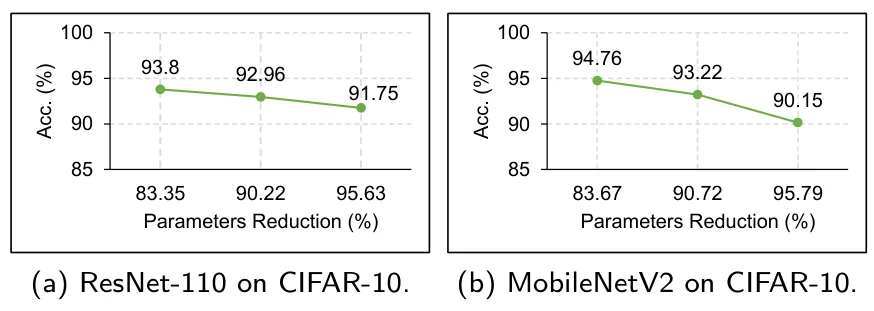 100
95
90
85
Acc. (%)
93.8
92.96
91.75
83.35 90.22 95.63
Parameters Reduction (%)
(a) ResNet-110 on CIFAR-10.
100
95
90
85
Acc. (%)
94.76
93.22
90.15
83.67 90.72 95.79
Parameters Reduction (%)
(b) MobileNetV2 on CIFAR-10.